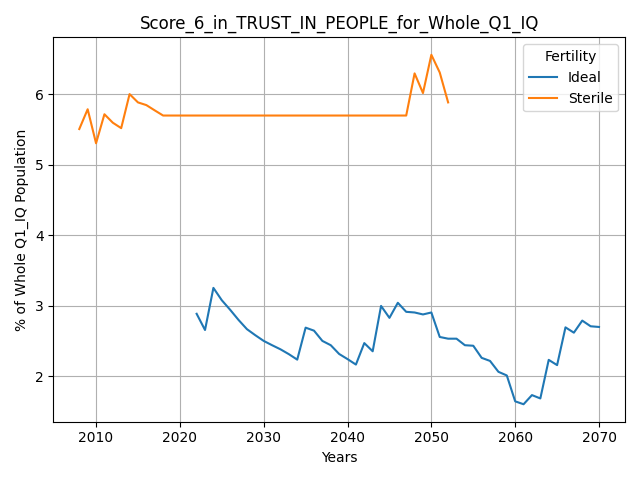 Score_6_in_TRUST_IN_PEOPLE_for_Whole_Q1_IQ
% of Whole Q1_IQ Population
6
5
4
3
2
Fertility
Ideal
Sterile
2010 2020 2030 2040 2050 2060 2070
Years